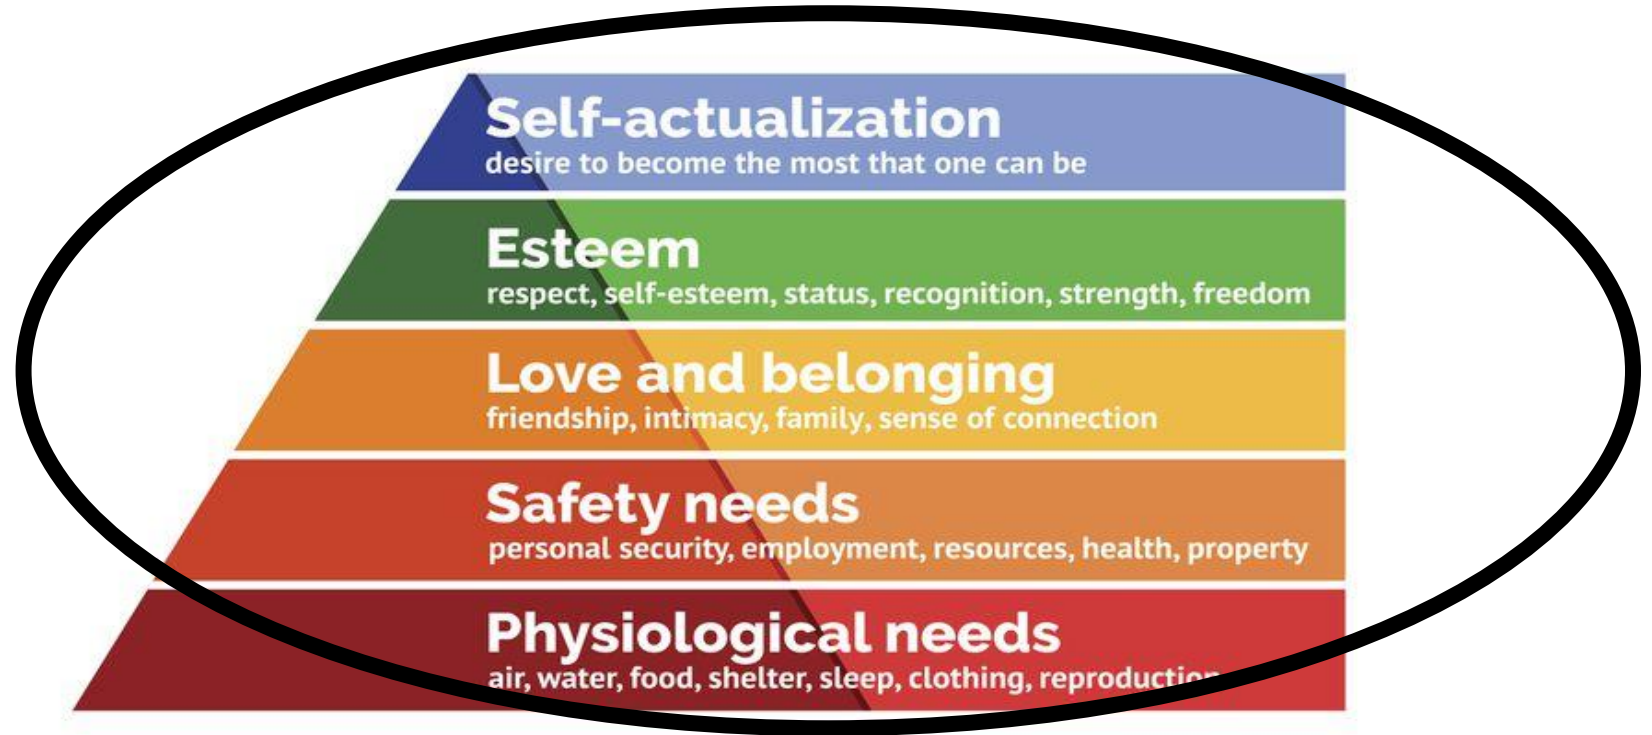 Self-actualization
desire to become the most that one can be
Esteem
respect, self-esteem, status, recognition, strength, freedom
Love and belonging
friendship, intimacy, family, sense of connection
Safety needs
personal security, employment, resources, health, property
Physiological needs
air, water, food, shelter, sleep, clothing, reproduction